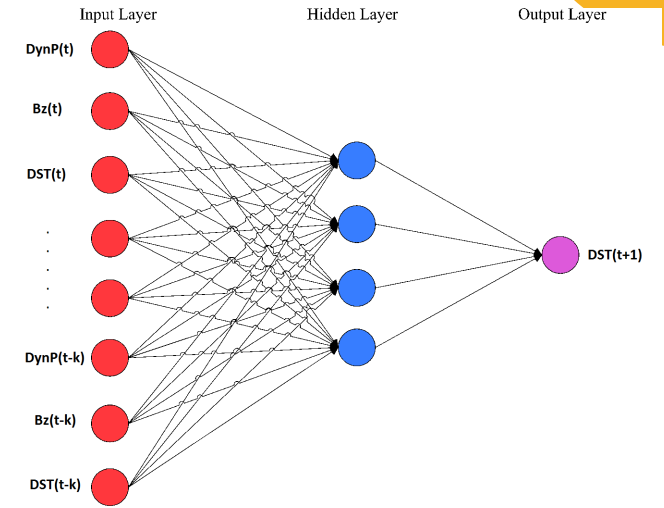 Input Layer
Hidden Layer
Output Layer
DynP(t)
Bz(t)
DST(t)
.
.
.
.
.
DynP(t-k)
Bz(t-k)
DST(t-k)
DST(t+1)